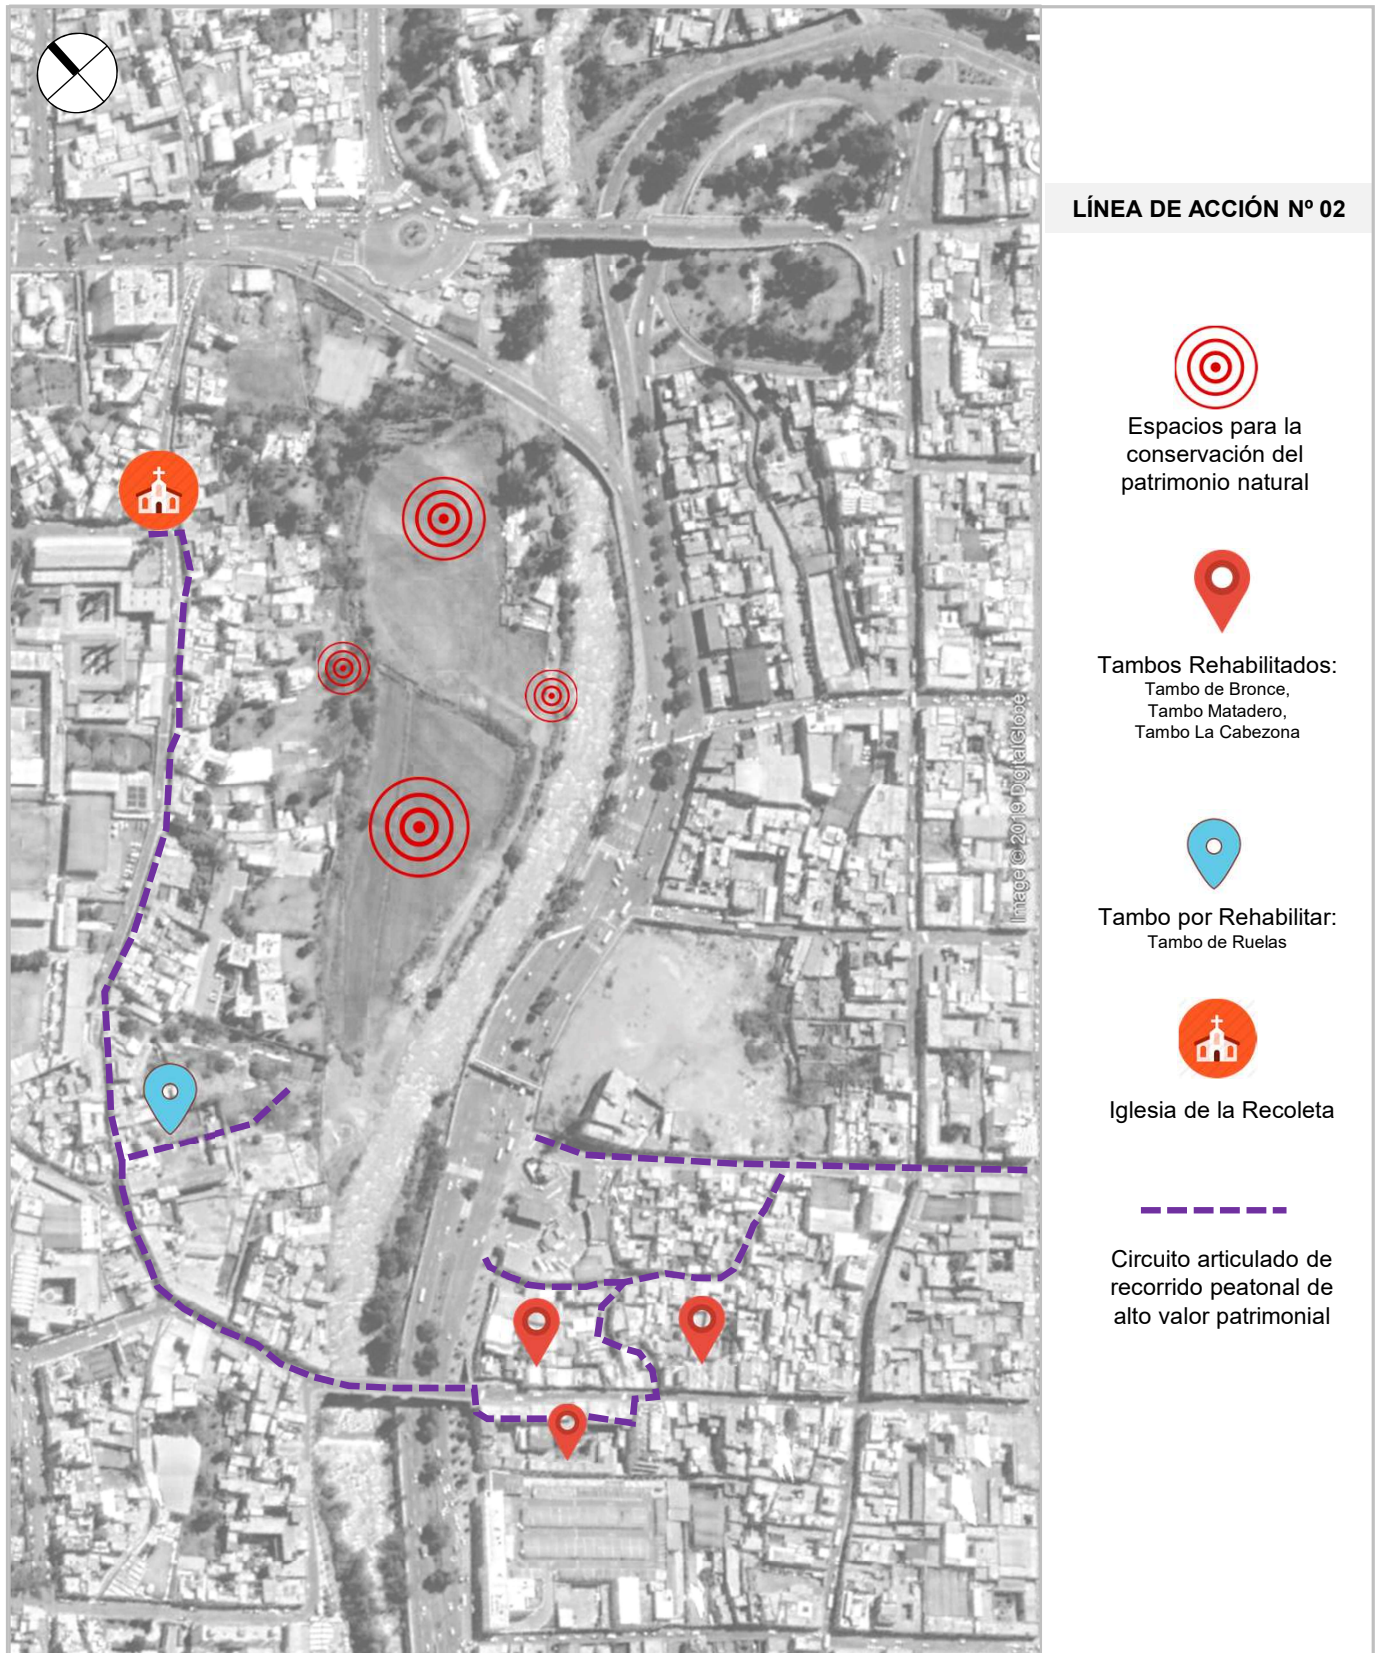 LÍNEA DE ACCIÓN Nº 02
Espacios para la
conservación del
patrimonio natural
Tambos Rehabilitados:
Tambo de Bronce,
Tambo Matadero,
Tambo La Cabezona
Tambo por Rehabilitar:
Tambo de Ruelas
Iglesia de la Recoleta
Circuito articulado de
recorrido peatonal de
alto valor patrimonial
Image © 2019 DigitalGlobe